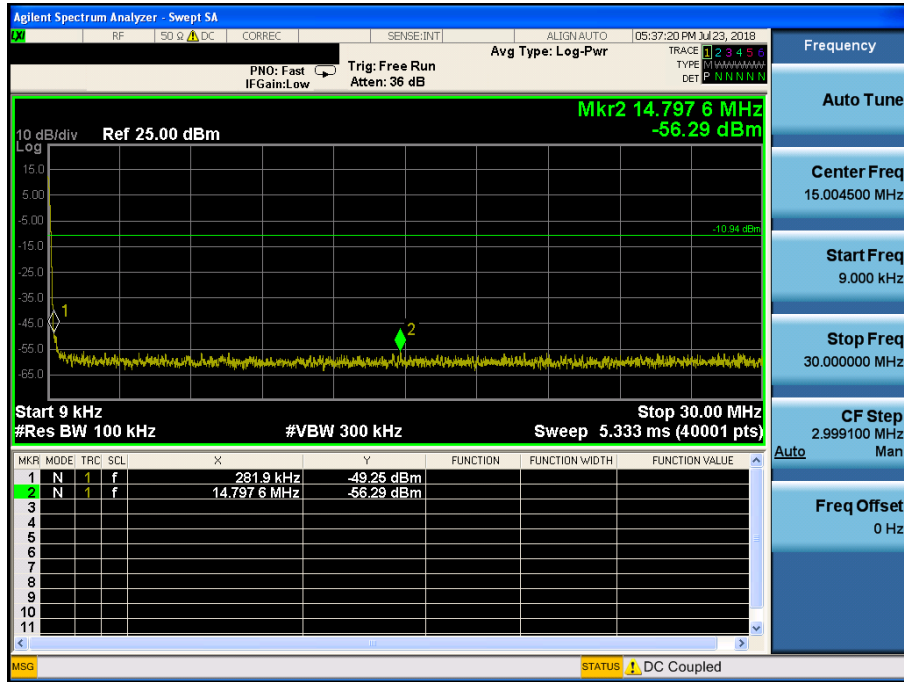 Agilent Spectrum Analyzer - Swept SA
LXI RF 50 Ω DC CORREC SENSE:INT ALIGN AUTO 05:37:20 PM Jul 23, 2018
Avg Type: Log-Pwr TRACE 1 2 3 4 5 6
TYPE M WWWWW
DET P N N N N N
PNO: Fast Trig: Free Run
IFGain:Low Atten: 36 dB
Mkr2 14.797 6 MHz
-56.29 dBm
10 dB/div Ref 25.00 dBm
Log
15.0
5.00
-5.00
-10.94 dBm
-15.0
-25.0
-35.0
1
-45.0
2
-55.0
-65.0
Start 9 kHz Stop 30.00 MHz
#Res BW 100 kHz #VBW 300 kHz Sweep 5.333 ms (40001 pts)
MKR MODE TRC SCL X Y FUNCTION FUNCTION WIDTH FUNCTION VALUE
1 N 1 f 281.9 kHz -49.25 dBm
2 N 1 f 14.797 6 MHz -56.29 dBm
3
4
5
6
7
8
9
10
11
MSG STATUS DC Coupled
Frequency
Auto Tune
Center Freq
15.004500 MHz
Start Freq
9.000 kHz
Stop Freq
30.000000 MHz
CF Step
2.999100 MHz
Auto Man
Freq Offset
0 Hz